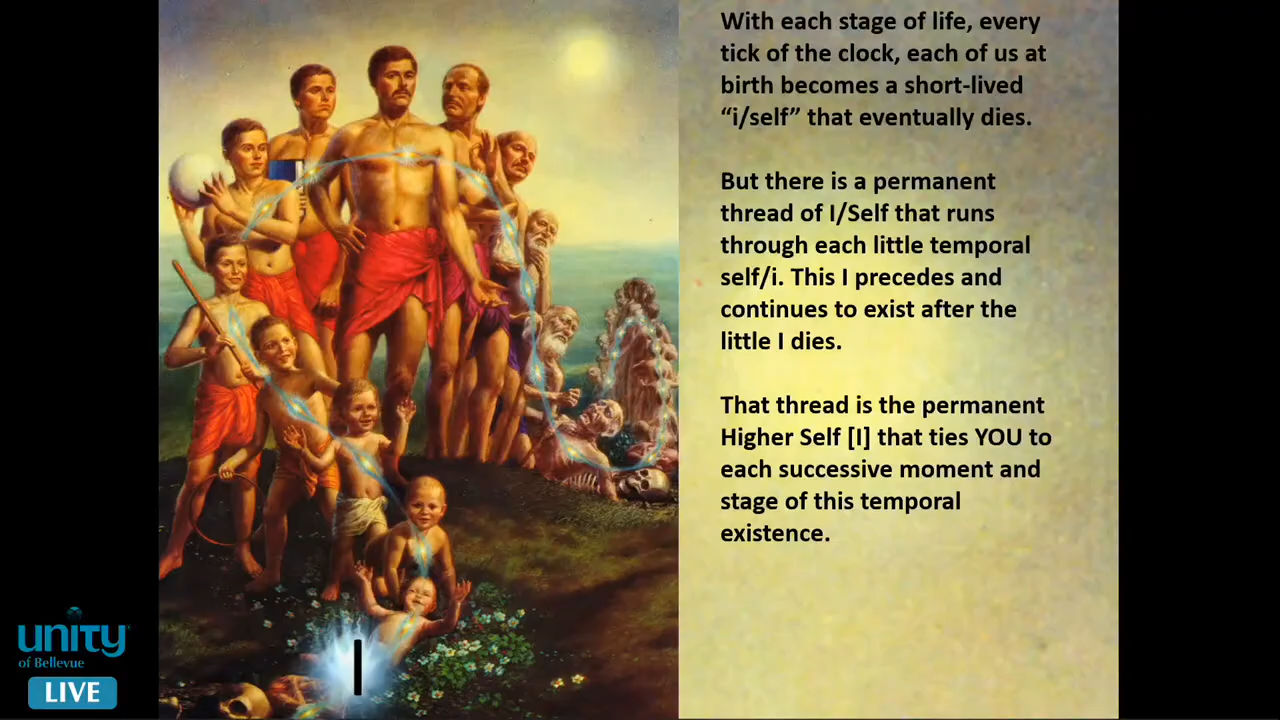 With each stage of life, every
tick of the clock, each of us at
birth becomes a short-lived
“i/self” that eventually dies.
But there is a permanent
thread of I/Self that runs
through each little temporal
self/i. This I precedes and
continues to exist after the
little I dies.
That thread is the permanent
Higher Self [I] that ties YOU to
each successive moment and
stage of this temporal
existence.
I
unity
of Bellevue
LIVE